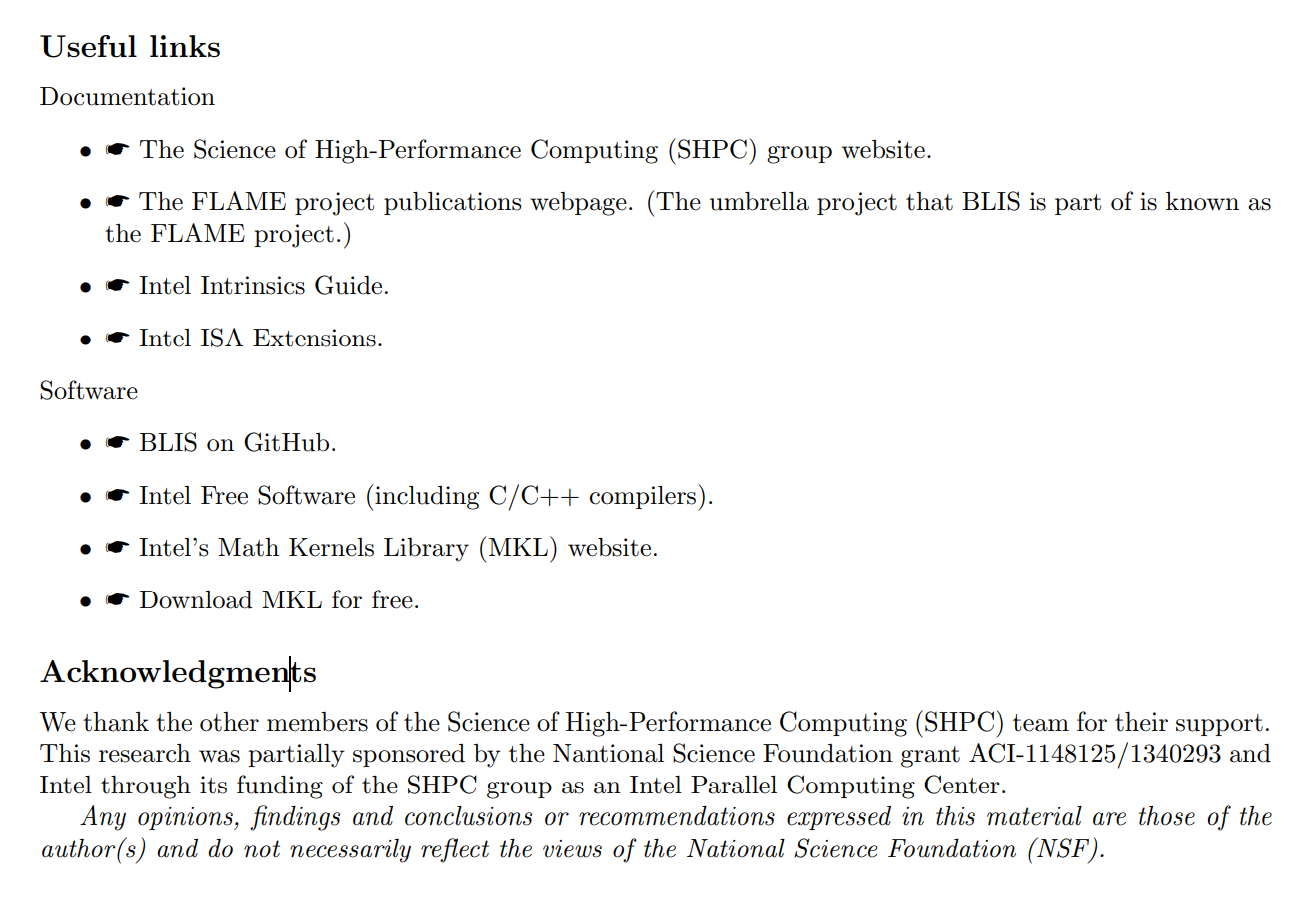 Useful links
Documentation
• ☛ The Science of High-Performance Computing (SHPC) group website.
• ☛ The FLAME project publications webpage. (The umbrella project that BLIS is part of is known as
the FLAME project.)
• ☛ Intel Intrinsics Guide.
• ☛ Intel ISA Extensions.
Software
• ☛ BLIS on GitHub.
• ☛ Intel Free Software (including C/C++ compilers).
• ☛ Intel's Math Kernels Library (MKL) website.
• ☛ Download MKL for free.
Acknowledgments
We thank the other members of the Science of High-Performance Computing (SHPC) team for their support.
This research was partially sponsored by the Nantional Science Foundation grant ACI-1148125/1340293 and
Intel through its funding of the SHPC group as an Intel Parallel Computing Center.
Any opinions, findings and conclusions or recommendations expressed in this material are those of the
author(s) and do not necessarily reflect the views of the National Science Foundation (NSF).